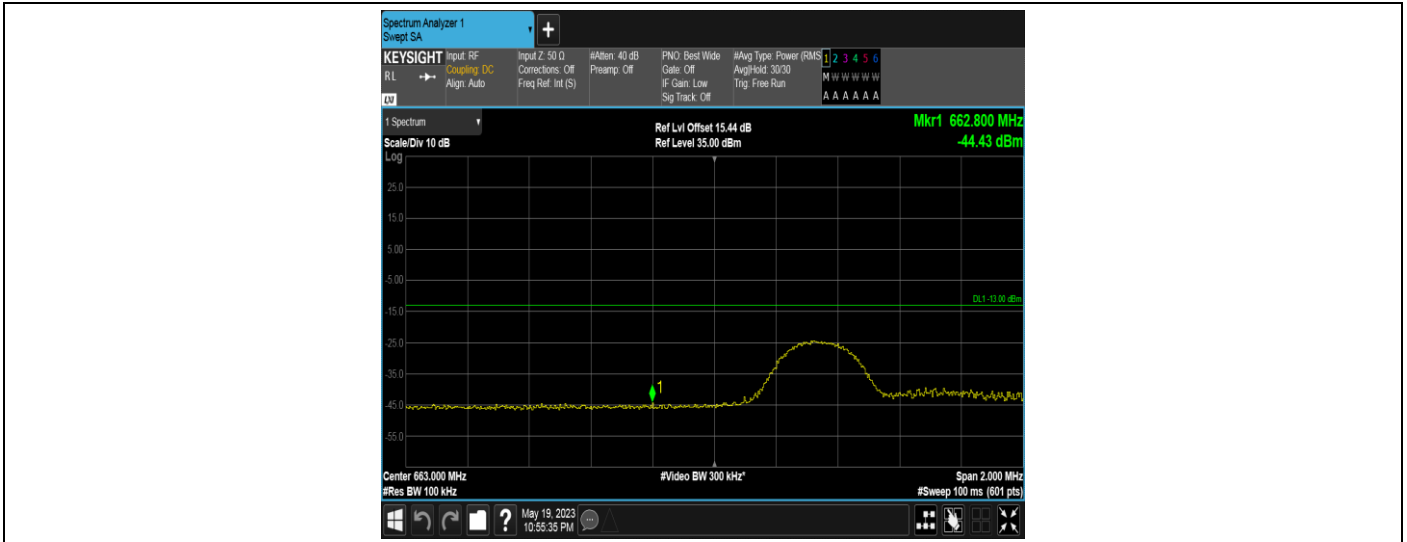 Spectrum Analyzer 1
Swept SA
+
KEYSIGHT Input: RF Input Z: 50 Ω #Atten: 40 dB PNO: Best Wide #Avg Type: Power (RMS 1 2 3 4 5 6
RL Coupling: DC Corrections: Off Preamp: Off Gate: Off Avg|Hold: 30/30 M W W W W W
Align: Auto Freq Ref: Int (S) IF Gain: Low Trig: Free Run
LXI Sig Track: Off A A A A A A
1 Spectrum Ref Lvl Offset 15.44 dB Mkr1 662.800 MHz
Scale/Div 10 dB Ref Level 35.00 dBm -44.43 dBm
Log
25.0
15.0
5.00
-5.00
DL1 -13.00 dBm
-15.0
-25.0
-35.0
1
-45.0
-55.0
Center 663.000 MHz #Video BW 300 kHz* Span 2.000 MHz
#Res BW 100 kHz #Sweep 100 ms (601 pts)
? May 19, 2023
10:55:35 PM